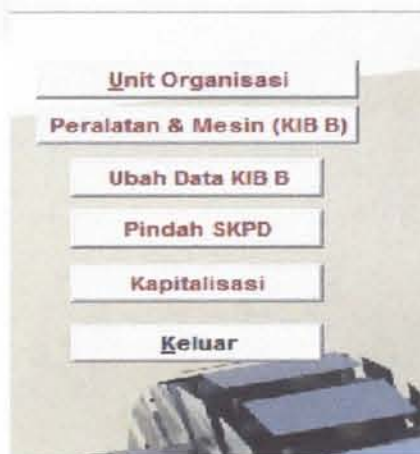 Unit Organisasi
Peralatan & Mesin (KIB B)
Ubah Data KIB B
Pindah SKPD
Kapitalisasi
Keluar